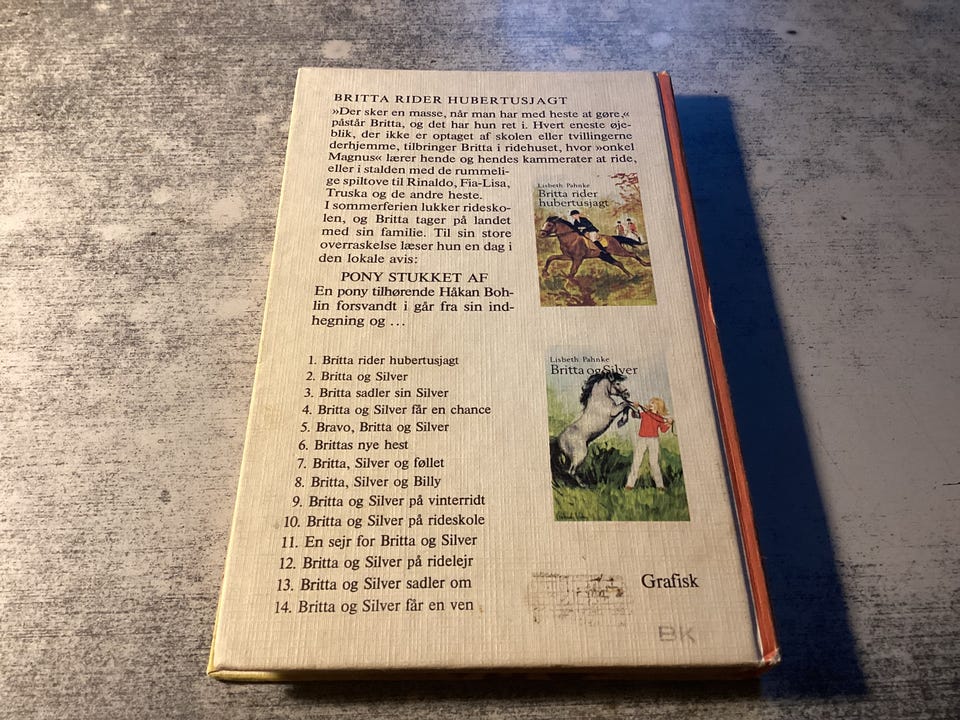 BRITTA RIDER HUBERTUSJAGT
»Der sker en masse, når man har med heste at gøre,«
påstår Britta, og det har hun ret i. Hvert eneste øje-
blik, der ikke er optaget af skolen eller tvillingerne
derhjemme, tilbringer Britta i ridehuset, hvor »onkel
Magnus« lærer hende og hendes kammerater at ride,
eller i stalden med de rummeli-
ge spiltove til Rinaldo, Fia-Lisa,
Truska og de andre heste.
I sommerferien lukker ridesko-
len, og Britta tager på landet
med sin familie. Til sin store
overraskelse læser hun en dag i
den lokale avis:
PONY STUKKET AF
En pony tilhørende Håkan Boh-
lin forsvandt i går fra sin ind-
hegning og ...
Lisbeth Pahnke
Britta rider
hubertusjagt
1. Britta rider hubertusjagt
2. Britta og Silver
3. Britta sadler sin Silver
4. Britta og Silver får en chance
5. Bravo, Britta og Silver
6. Brittas nye hest
7. Britta, Silver og føllet
8. Britta, Silver og Billy
9. Britta og Silver på vinterridt
10. Britta og Silver på rideskole
11. En sejr for Britta og Silver
12. Britta og Silver på ridelejr
13. Britta og Silver sadler om
14. Britta og Silver får en ven
Lisbeth Pahnke
Britta og Silver
Grafisk
BK